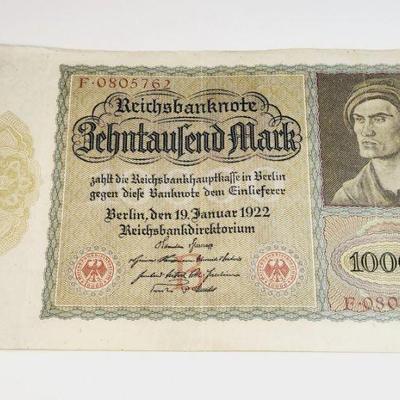 F·0805762
Reichsbanknote
Zehntausend Mark
zahlt die Reichsbankhauptkasse in Berlin
gegen diese Banknote dem Einlieferer
Berlin, den 19. Januar 1922
Reichsbankdirektorium
1000
F·080